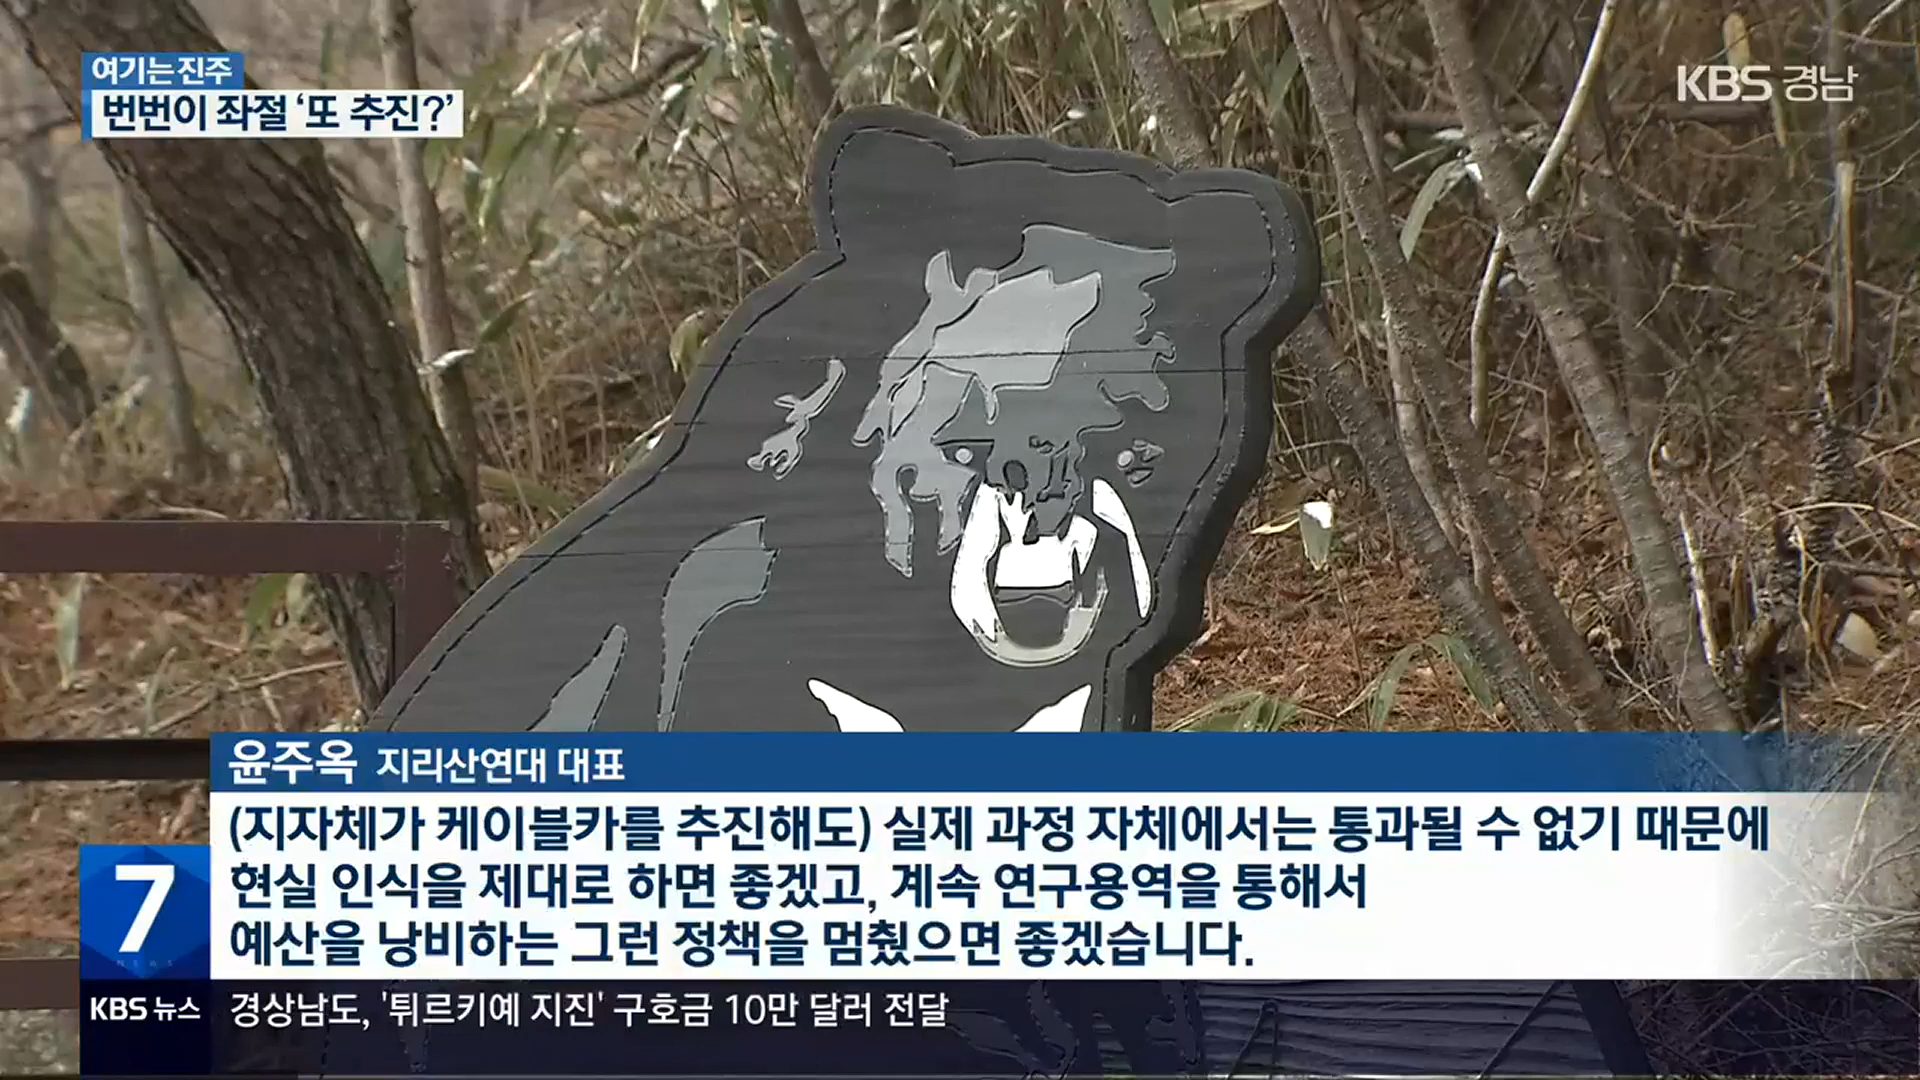 여기는 진주
번번이 좌절 ‘또 추진?’
KBS 경남
윤주옥 지리산연대 대표
(지자체가 케이블카를 추진해도) 실제 과정 자체에서는 통과될 수 없기 때문에
현실 인식을 제대로 하면 좋겠고, 계속 연구용역을 통해서
예산을 낭비하는 그런 정책을 멈췄으면 좋겠습니다.
7
NEWS
KBS 뉴스
경상남도, '튀르키예 지진' 구호금 10만 달러 전달